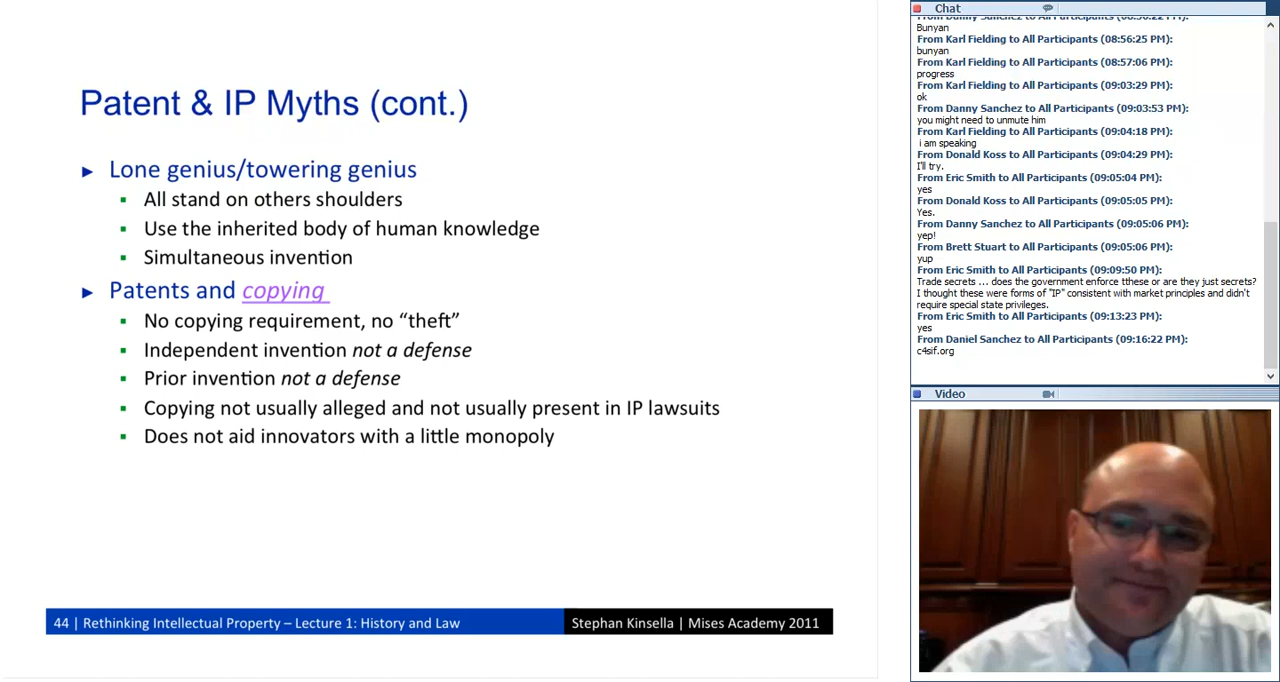 Patent & IP Myths (cont.)
► Lone genius/towering genius
▪ All stand on others shoulders
▪ Use the inherited body of human knowledge
▪ Simultaneous invention
► Patents and copying
▪ No copying requirement, no “theft”
▪ Independent invention not a defense
▪ Prior invention not a defense
▪ Copying not usually alleged and not usually present in IP lawsuits
▪ Does not aid innovators with a little monopoly
44 | Rethinking Intellectual Property – Lecture 1: History and Law
Stephan Kinsella | Mises Academy 2011
Chat
From Danny Sanchez to All Participants (08:56:22 PM):
Bunyan
From Karl Fielding to All Participants (08:56:25 PM):
bunyan
From Karl Fielding to All Participants (08:57:06 PM):
progress
From Karl Fielding to All Participants (09:03:29 PM):
ok
From Danny Sanchez to All Participants (09:03:53 PM):
you might need to unmute him
From Karl Fielding to All Participants (09:04:18 PM):
i am speaking
From Donald Koss to All Participants (09:04:29 PM):
I'll try.
From Eric Smith to All Participants (09:05:04 PM):
yes
From Donald Koss to All Participants (09:05:05 PM):
Yes.
From Danny Sanchez to All Participants (09:05:06 PM):
yep!
From Brett Stuart to All Participants (09:05:06 PM):
yup
From Eric Smith to All Participants (09:09:50 PM):
Trade secrets ... does the government enforce tthese or are they just secrets?
I thought these were forms of "IP" consistent with market principles and didn't
require special state privileges.
From Eric Smith to All Participants (09:13:23 PM):
yes
From Daniel Sanchez to All Participants (09:16:22 PM):
c4sif.org
Video